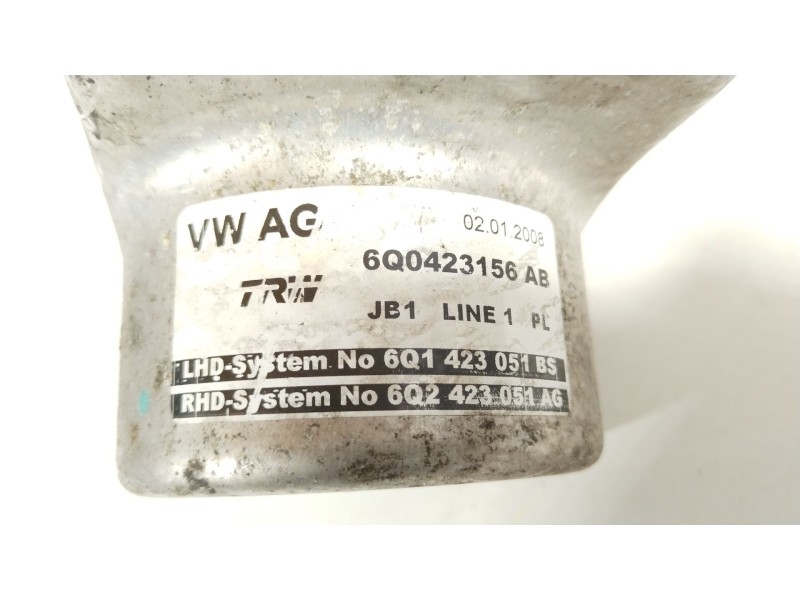 VW AG 02.01.2008
TRW 6Q0423156 AB
JB1 LINE 1 PL
LHD-System No 6Q1 423 051 BS
RHD-System No 6Q2 423 051 AG